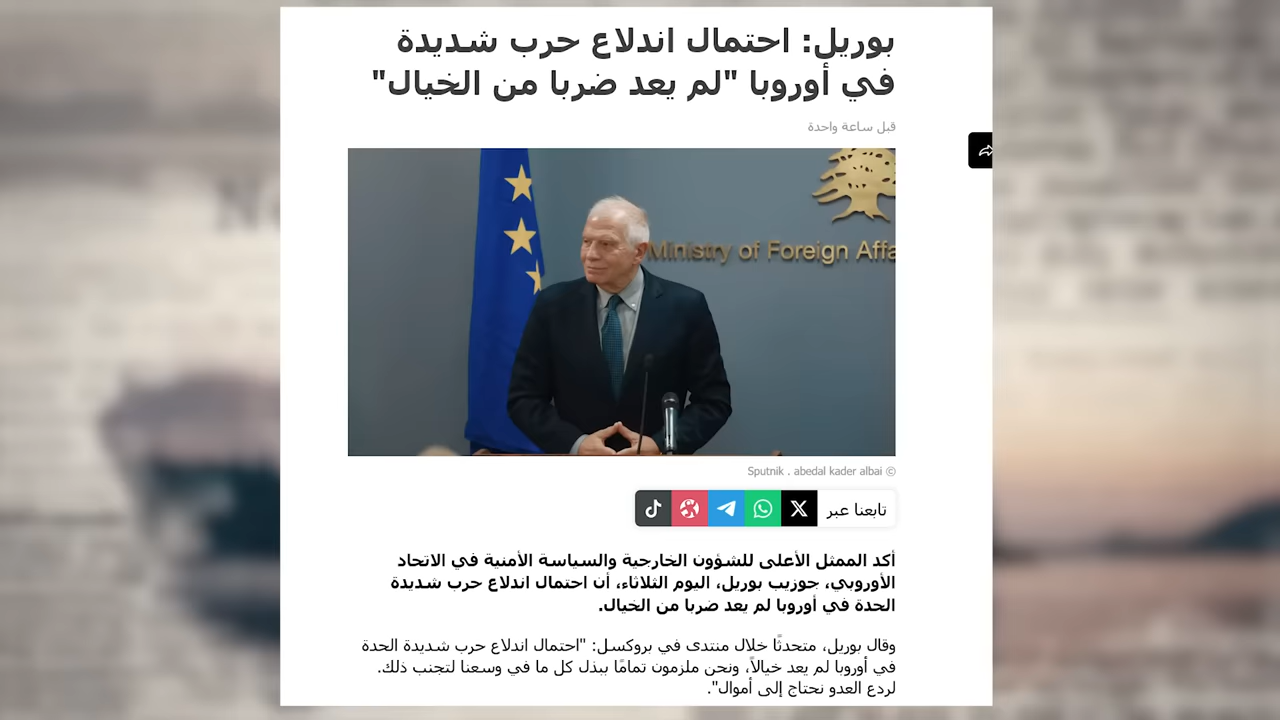 بوريل: احتمال اندلاع حرب شديدة
في أوروبا "لم يعد ضربا من الخيال"
قبل ساعة واحدة
Ministry of Foreign Affa
© Sputnik . abedal kader albai
تابعنا عبر
أكد الممثل الأعلى للشؤون الخارجية والسياسة الأمنية في الاتحاد
الأوروبي، جوزيب بوريل، اليوم الثلاثاء، أن احتمال اندلاع حرب شديدة
الحدة في أوروبا لم يعد ضربا من الخيال.
وقال بوريل، متحدثًا خلال منتدى في بروكسل: "احتمال اندلاع حرب شديدة الحدة
في أوروبا لم يعد خيالاً، ونحن ملزمون تمامًا ببذل كل ما في وسعنا لتجنب ذلك.
لردع العدو نحتاج إلى أموال".